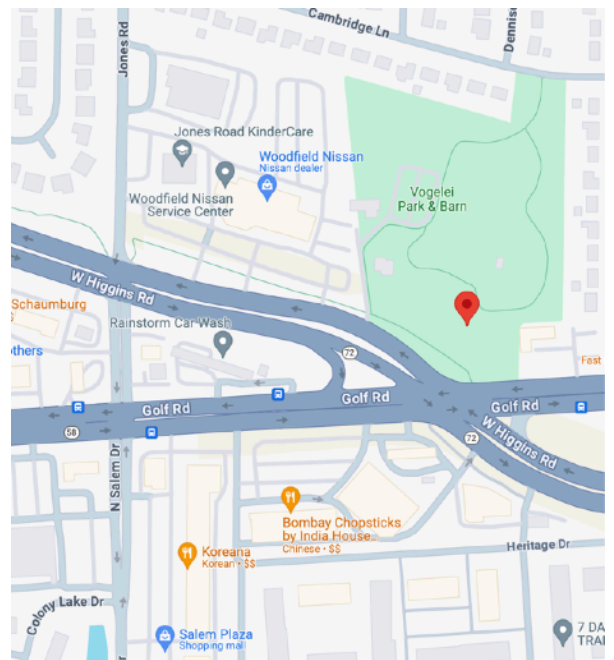 Cambridge Ln
Dennis
Jones Rd
Jones Road KinderCare
Woodfield Nissan
Nissan dealer
Vogelei
Park & Barn
Woodfield Nissan
Service Center
W Higgins Rd
Schaumburg
$
Rainstorm Car Wash
others
72
Fast
Golf Rd
Golf Rd
Golf Rd
58
72
W Higgins Rd
N Salem Dr
Bombay Chopsticks
by India House...
Chinese • $$
Koreana
Korean • $$
Heritage Dr
Colony Lake Dr
Salem Plaza
Shopping mall
7 DA
TRAI